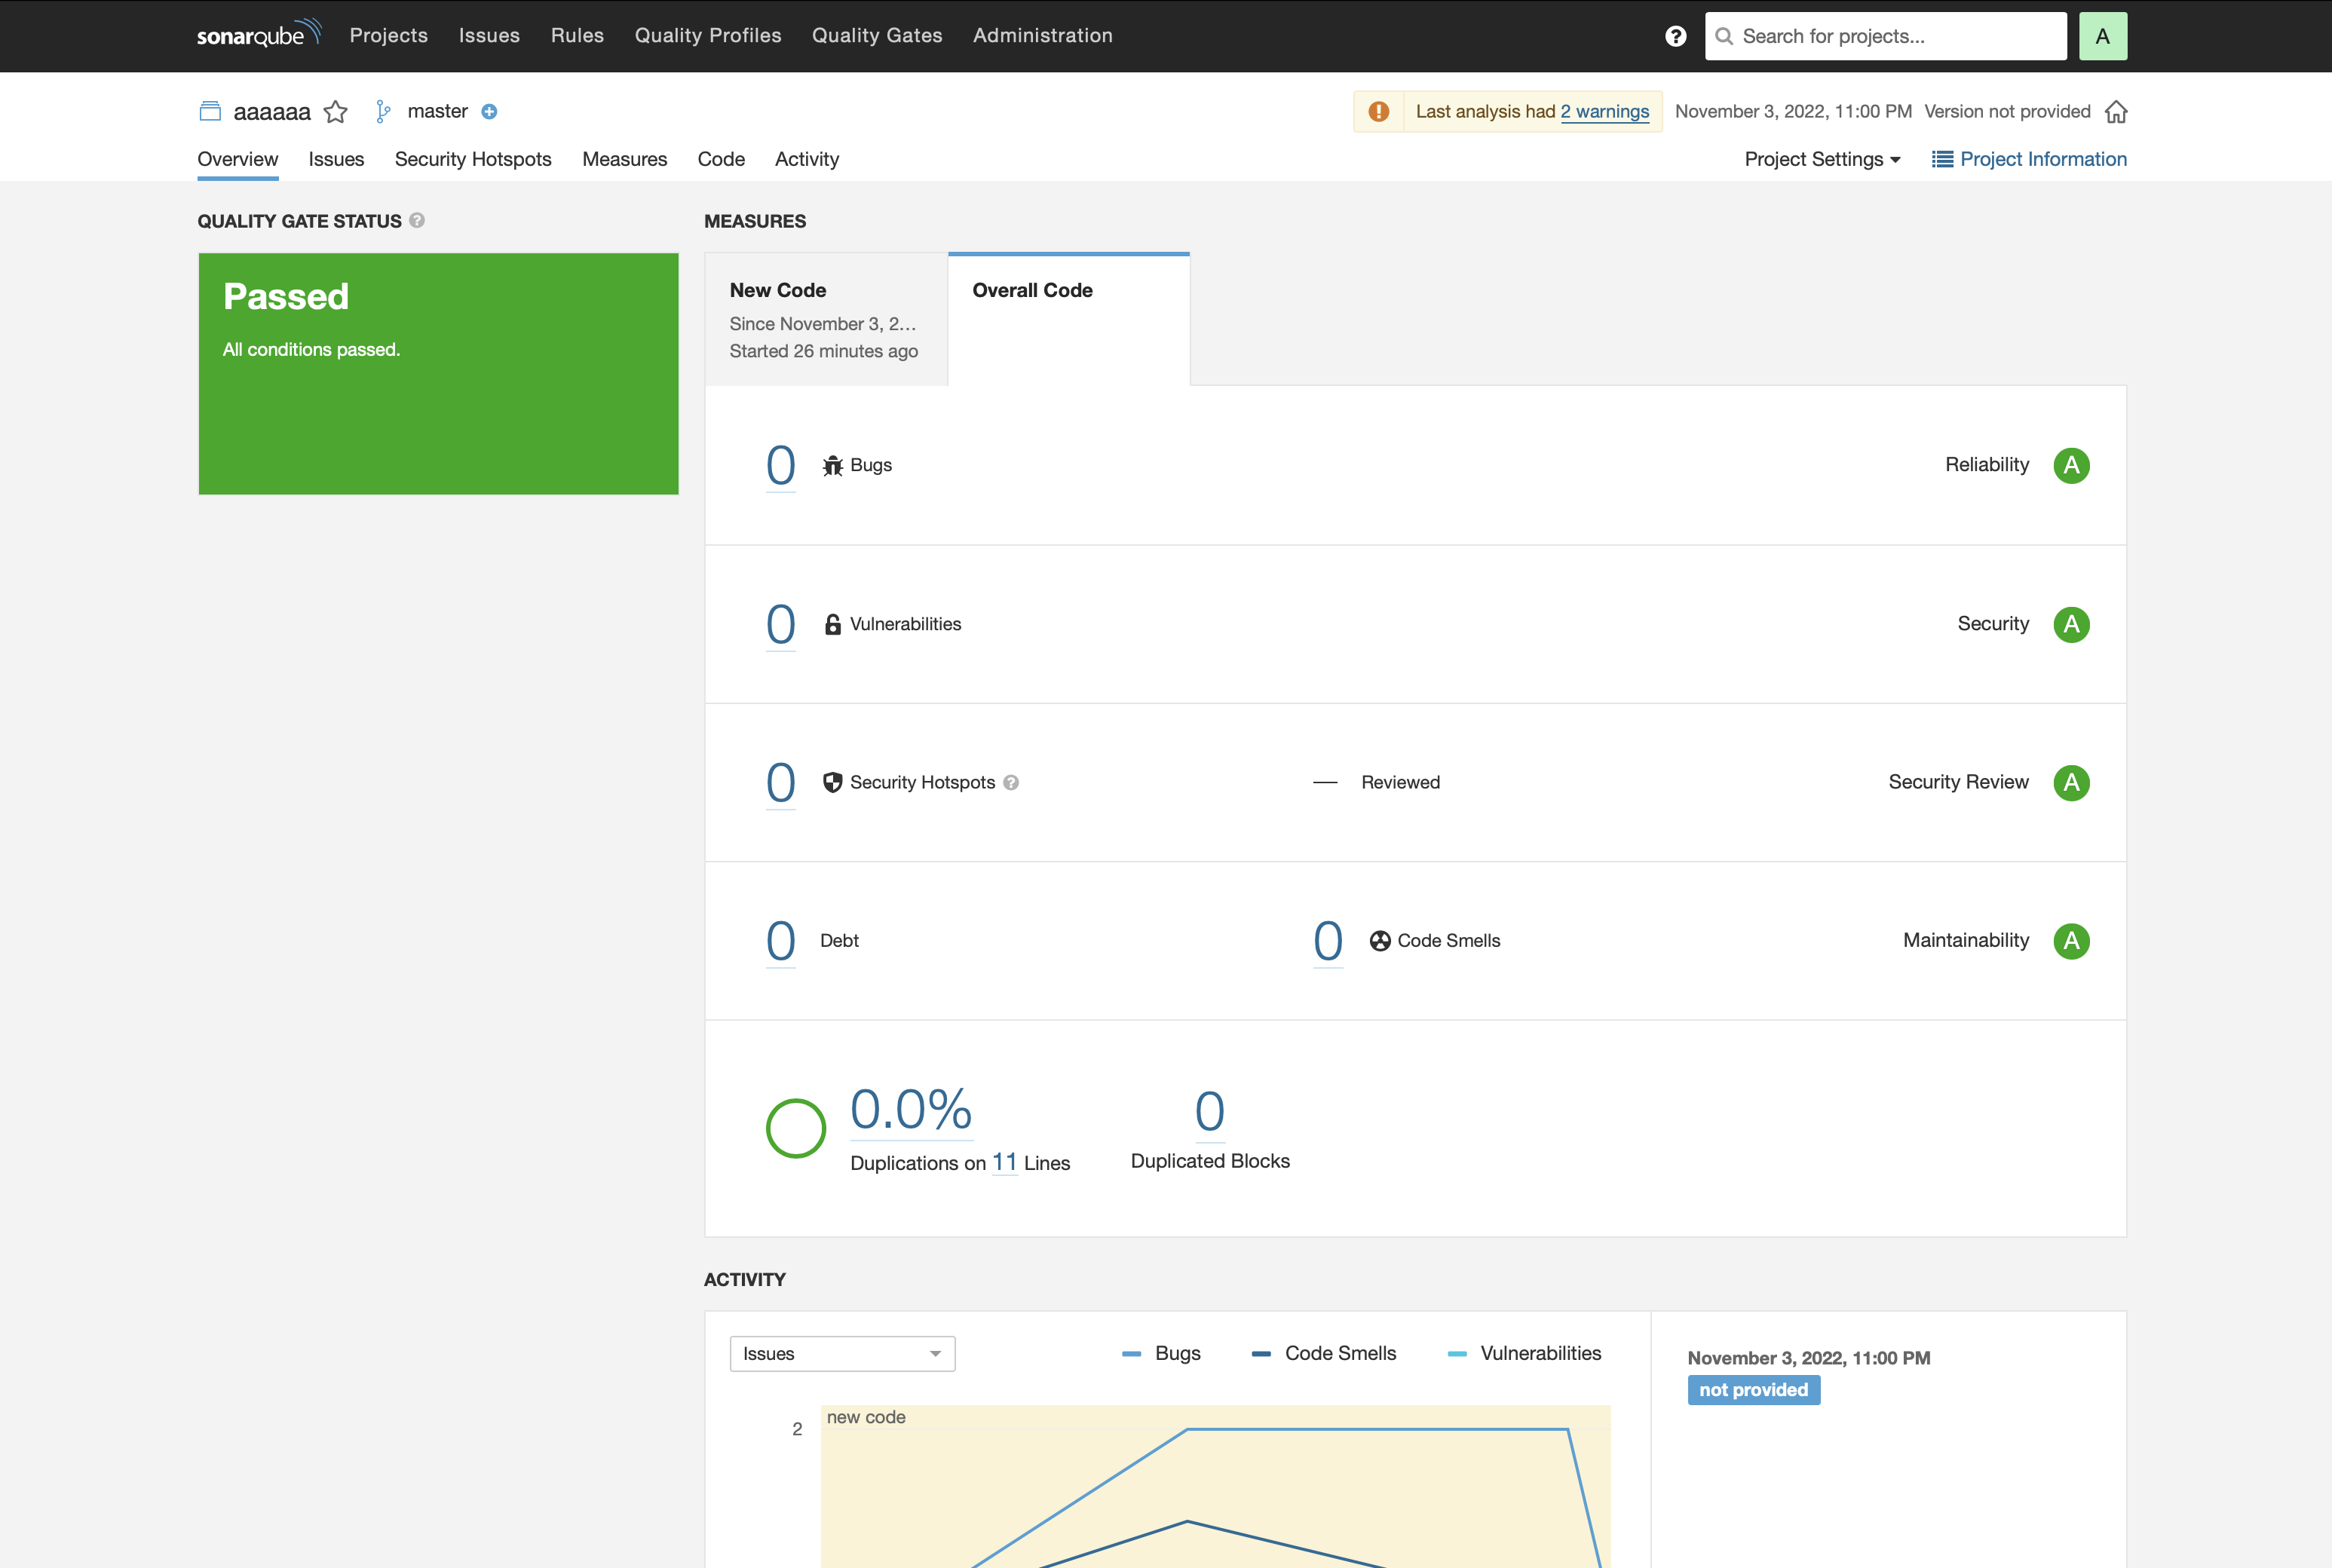 sonarqube Projects Issues Rules Quality Profiles Quality Gates Administration ? Search for projects... A
aaaaaa master Last analysis had 2 warnings November 3, 2022, 11:00 PM Version not provided
Overview Issues Security Hotspots Measures Code Activity Project Settings Project Information
QUALITY GATE STATUS ?
Passed
All conditions passed.
MEASURES
New Code
Since November 3, 2...
Started 26 minutes ago
Overall Code
0 Bugs Reliability A
0 Vulnerabilities Security A
0 Security Hotspots ? — Reviewed Security Review A
0 Debt 0 Code Smells Maintainability A
0.0%
Duplications on 11 Lines
0
Duplicated Blocks
ACTIVITY
Issues Bugs Code Smells Vulnerabilities
new code
2
November 3, 2022, 11:00 PM
not provided